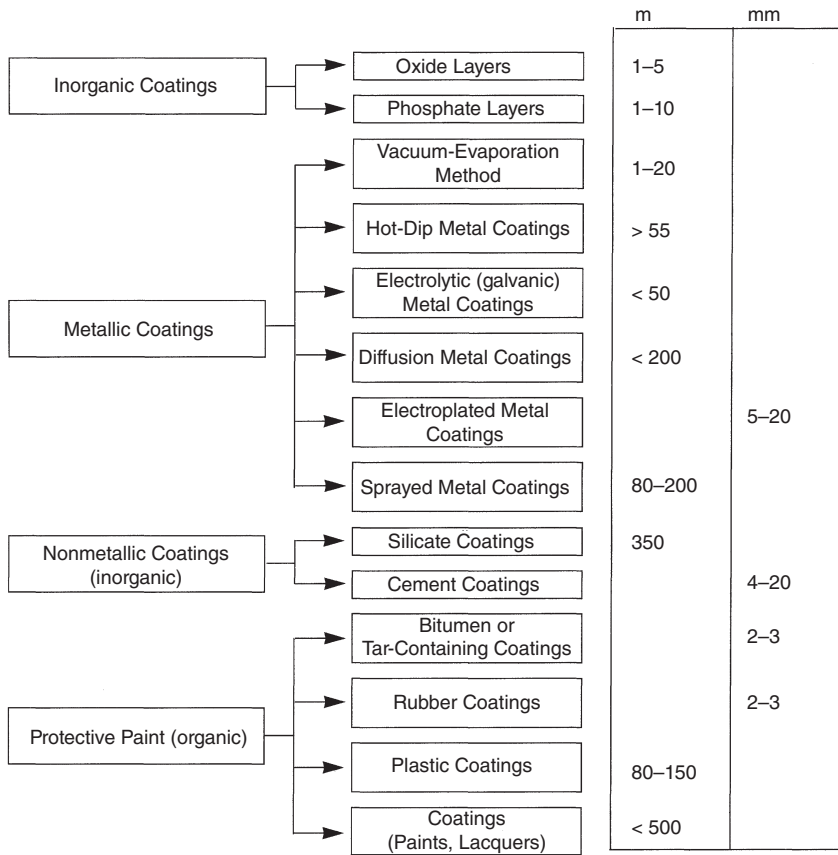 m mm
Inorganic Coatings
Oxide Layers 1–5
Phosphate Layers 1–10
Metallic Coatings
Vacuum-Evaporation
Method 1–20
Hot-Dip Metal Coatings > 55
Electrolytic (galvanic)
Metal Coatings < 50
Diffusion Metal Coatings < 200
Electroplated Metal
Coatings 5–20
Sprayed Metal Coatings 80–200
Nonmetallic Coatings
(inorganic)
Silicate Coatings 350
Cement Coatings 4–20
Protective Paint (organic)
Bitumen or
Tar-Containing Coatings 2–3
Rubber Coatings 2–3
Plastic Coatings 80–150
Coatings
(Paints, Lacquers) < 500